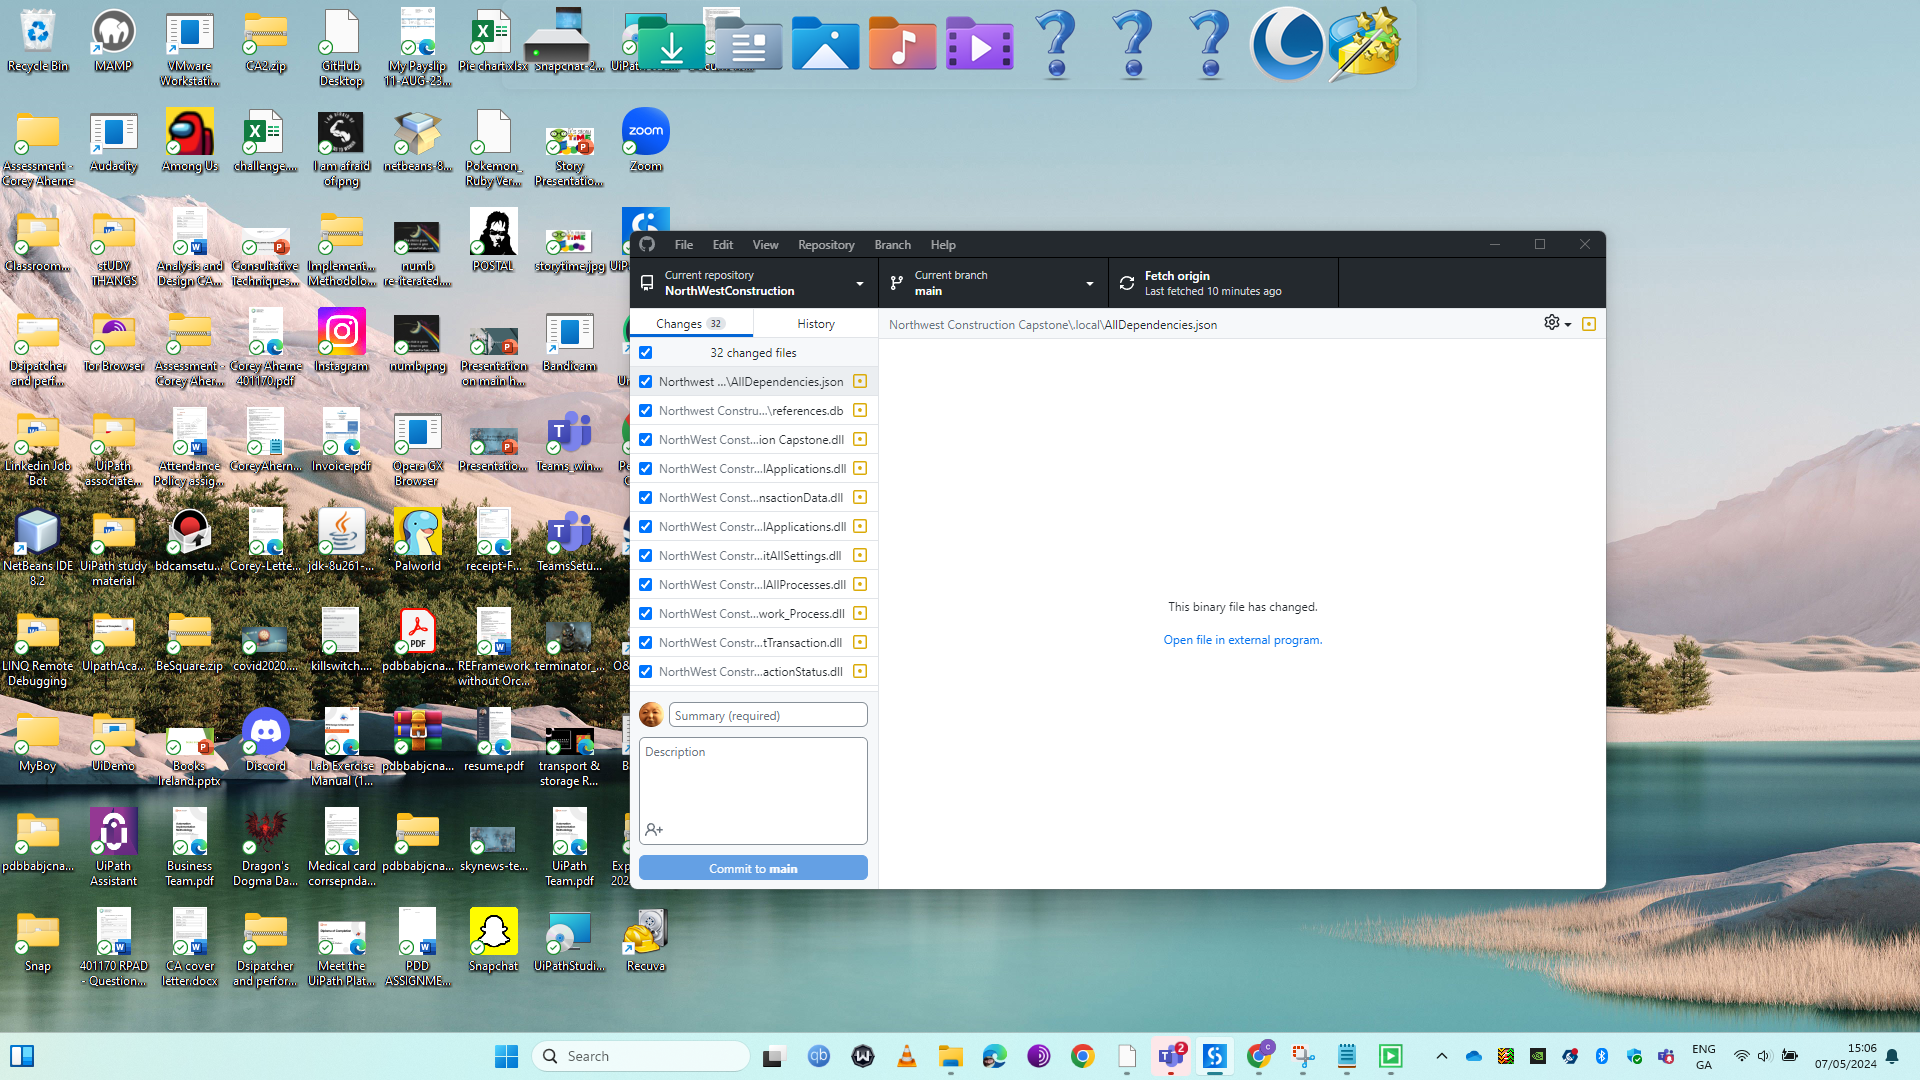 Recycle Bin
MAMP
VMware
Workstati...
CA2.zip
GitHub
Desktop
My Payslip
11-AUG-23...
Pie chart.xlsx
Snapchat-2...
Assessment -
Corey Aherne
Audacity
Among Us
challenge....
I am afraid
of.png
netbeans-8...
Pokemon_
Ruby Ver...
Story
Presentatio...
zoom
Zoom
Classroom...
stUDY
THANGS
Analysis and
Design CA...
Consultative
Techniques...
Implement...
Methodolo...
numb
re-iterated....
POSTAL
storytime.jpg
Dsipatcher
and perf...
Tor Browser
Assessment -
Corey Aher...
Corey Aherne
401170.pdf
Instagram
numb.png
Presentation
on main h...
Bandicam
Linkedin Job
Bot
UiPath
associate...
Attendance
Policy assig...
CoreyAhern...
Invoice.pdf
Opera GX
Browser
Presentatio...
Teams_win...
NetBeans IDE
8.2
UiPath study
material
bdcamsetu...
Corey-Lette...
jdk-8u261-...
Palworld
receipt-F...
TeamsSetu...
LINQ Remote
Debugging
UipathAca...
BeSquare.zip
covid2020....
killswitch....
PDF
pdbbabjcna...
REFramework
without Orc...
terminator_...
MyBoy
UiDemo
Books
Ireland.pptx
Discord
Lab Exercise
Manual (1...
pdbbabjcna...
resume.pdf
transport &
storage R...
pdbbabjcna...
UiPath
Assistant
Business
Team.pdf
Dragon's
Dogma Da...
Medical card
corrsepnda...
pdbbabjcna...
skynews-te...
UiPath
Team.pdf
Snap
401170 RPAD
- Question...
CA cover
letter.docx
Dsipatcher
and perfor...
Meet the
UiPath Plat...
PDD
ASSIGNME...
Snapchat
UiPathStudi...
Recuva
File Edit View Repository Branch Help
Current repository
NorthWestConstruction
Current branch
main
Fetch origin
Last fetched 10 minutes ago
Changes 32
History
Northwest Construction Capstone\.local\AllDependencies.json
32 changed files
Northwest ...\AllDependencies.json
Northwest Constru...\references.db
NorthWest Const...ion Capstone.dll
NorthWest Constr...lApplications.dll
NorthWest Const...nsactionData.dll
NorthWest Constr...lApplications.dll
NorthWest Constr...itAllSettings.dll
NorthWest Constr...lAllProcesses.dll
NorthWest Const...work_Process.dll
NorthWest Constr...tTransaction.dll
NorthWest Constr...actionStatus.dll
This binary file has changed.
Open file in external program.
Summary (required)
Description
Commit to main
Search
2
ENG
GA
15:06
07/05/2024